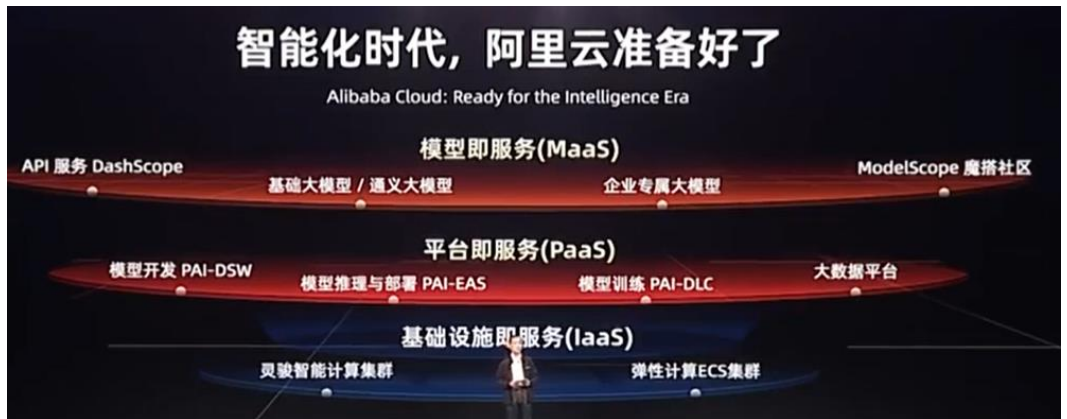 智能化时代，阿里云准备好了
Alibaba Cloud: Ready for the Intelligence Era
模型即服务(MaaS)
API 服务 DashScope
基础大模型 / 通义大模型
企业专属大模型
ModelScope 魔搭社区
平台即服务(PaaS)
模型开发 PAI-DSW
模型推理与部署 PAI-EAS
模型训练 PAI-DLC
大数据平台
基础设施即服务(IaaS)
灵骏智能计算集群
弹性计算ECS集群